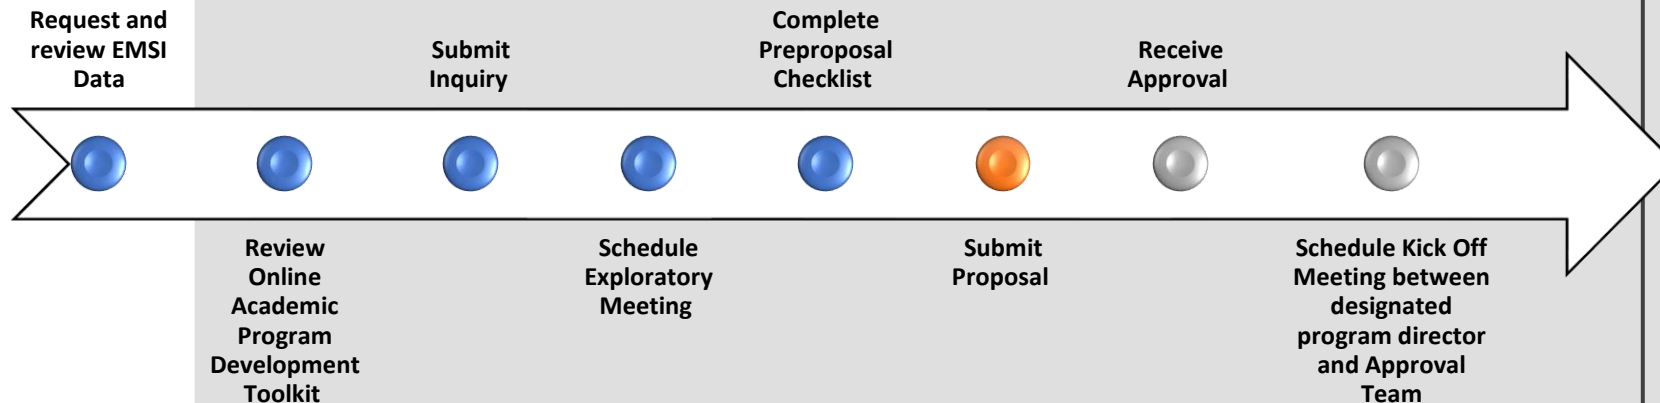 Request and
review EMSI
Data
Review
Online
Academic
Program
Development
Toolkit
Submit
Inquiry
Schedule
Exploratory
Meeting
Complete
Preproposal
Checklist
Submit
Proposal
Receive
Approval
Schedule Kick Off
Meeting between
designated
program director
and Approval
Team